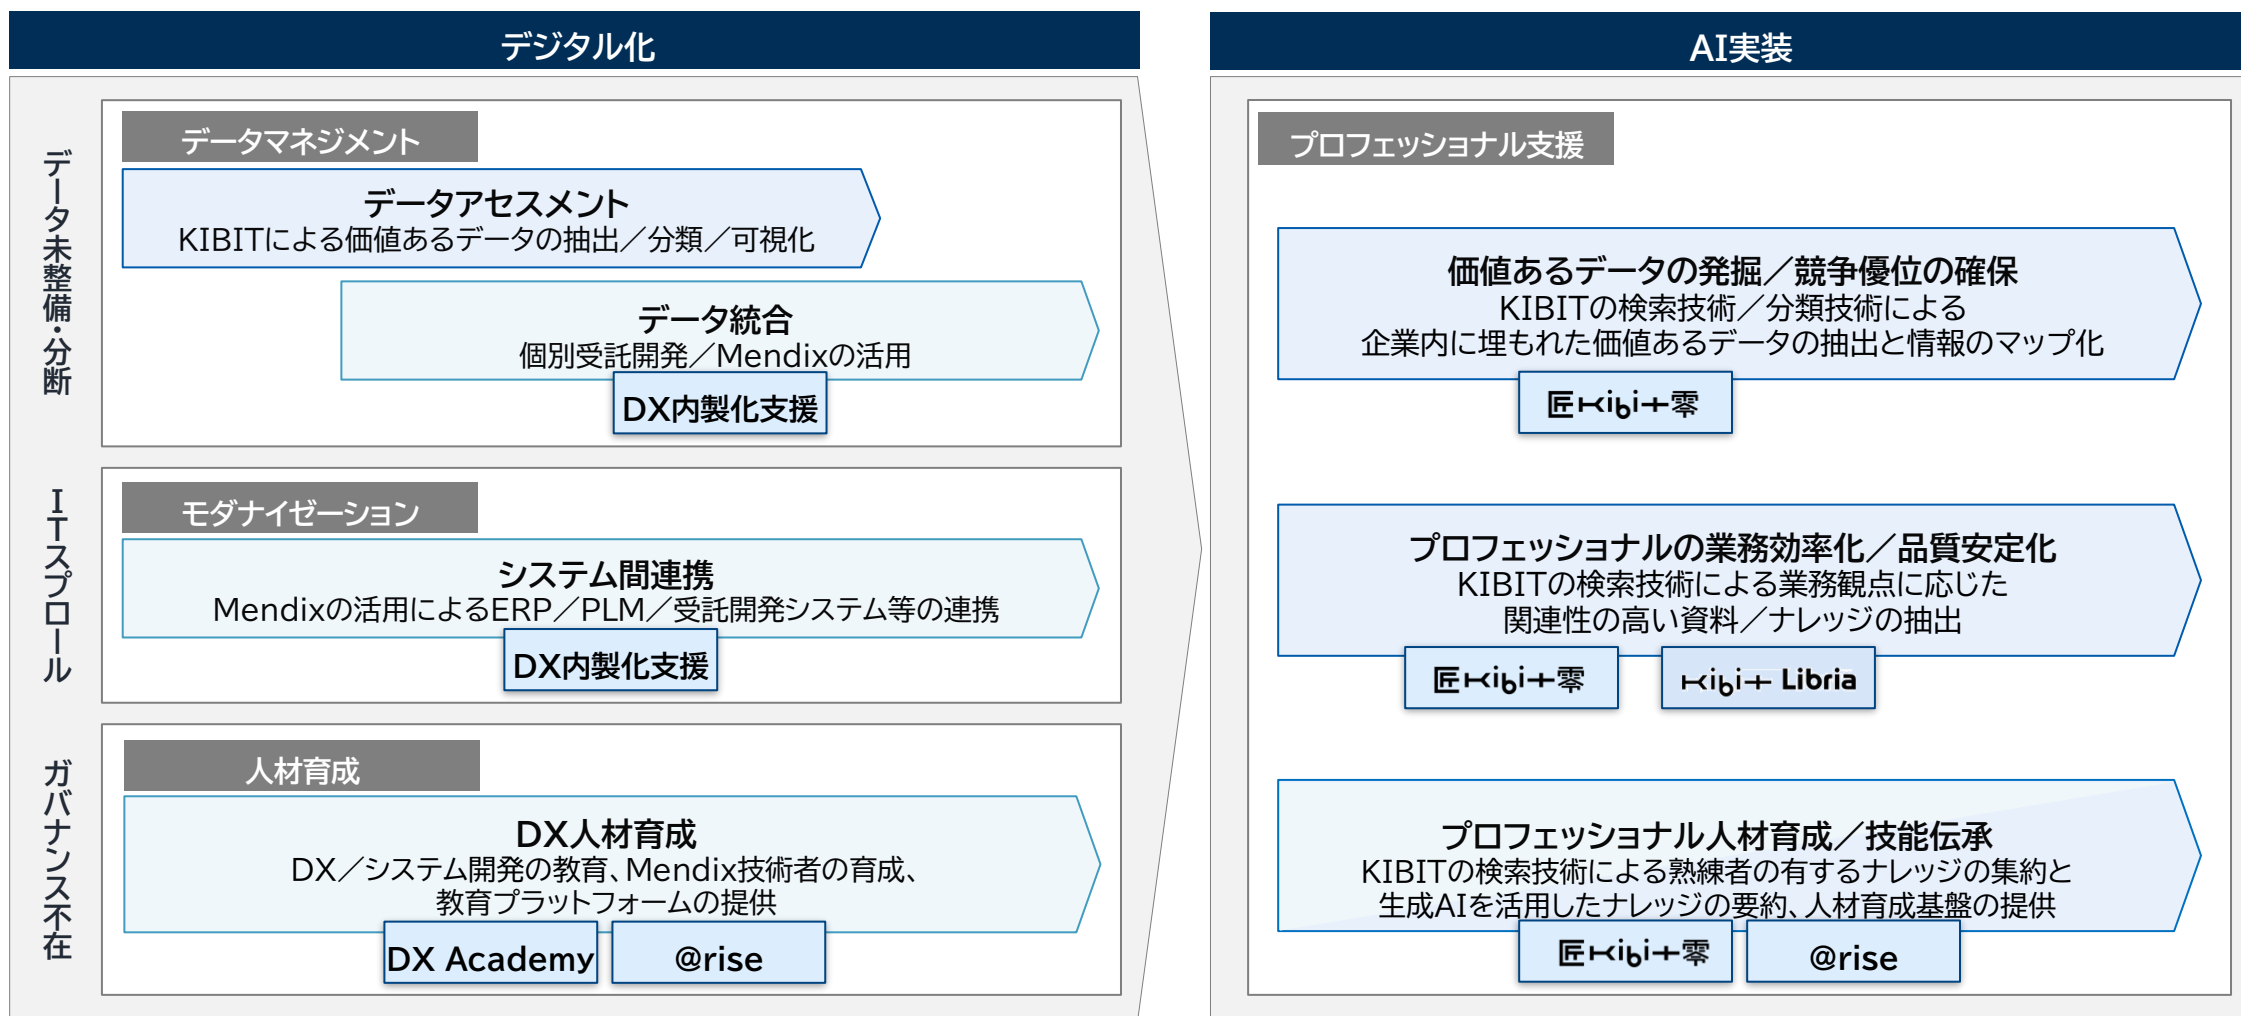 デジタル化
データ未整備・分断
データマネジメント
データアセスメント
KIBITによる価値あるデータの抽出／分類／可視化
データ統合
個別受託開発／Mendixの活用
DX内製化支援
ITスプロール
モダナイゼーション
システム間連携
Mendixの活用によるERP／PLM／受託開発システム等の連携
DX内製化支援
ガバナンス不在
人材育成
DX人材育成
DX／システム開発の教育、Mendix技術者の育成、
教育プラットフォームの提供
DX Academy
@rise
AI実装
プロフェッショナル支援
価値あるデータの発掘／競争優位の確保
KIBITの検索技術／分類技術による
企業内に埋もれた価値あるデータの抽出と情報のマップ化
匠Kibit零
プロフェッショナルの業務効率化／品質安定化
KIBITの検索技術による業務観点に応じた
関連性の高い資料／ナレッジの抽出
匠Kibit零
Kibit Libria
プロフェッショナル人材育成／技能伝承
KIBITの検索技術による熟練者の有するナレッジの集約と
生成AIを活用したナレッジの要約、人材育成基盤の提供
匠Kibit零
@rise